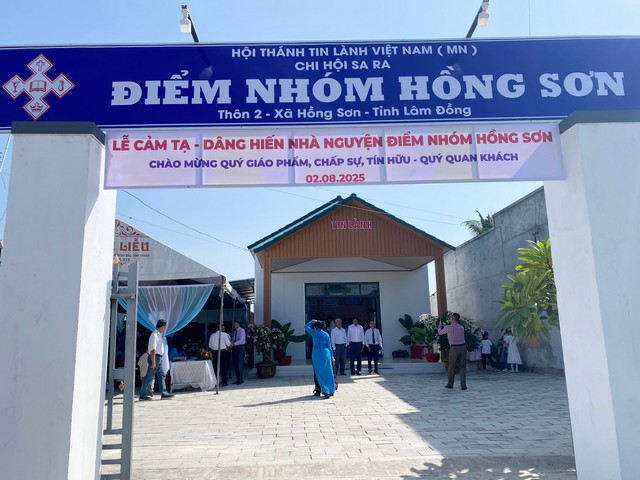 HỘI THÁNH TIN LÀNH VIỆT NAM ( MN )
CHI HỘI SA RA
ĐIỂM NHÓM HỒNG SƠN
Thôn 2 - Xã Hồng Sơn - Tỉnh Lâm Đồng
LỄ CẢM TẠ - DÂNG HIẾN NHÀ NGUYỆN ĐIỂM NHÓM HỒNG SƠN
CHÀO MỪNG QUÝ GIÁO PHẨM, CHẤP SỰ, TÍN HỮU - QUÝ QUAN KHÁCH
02.08.2025
TIN LÀNH
LIỄU